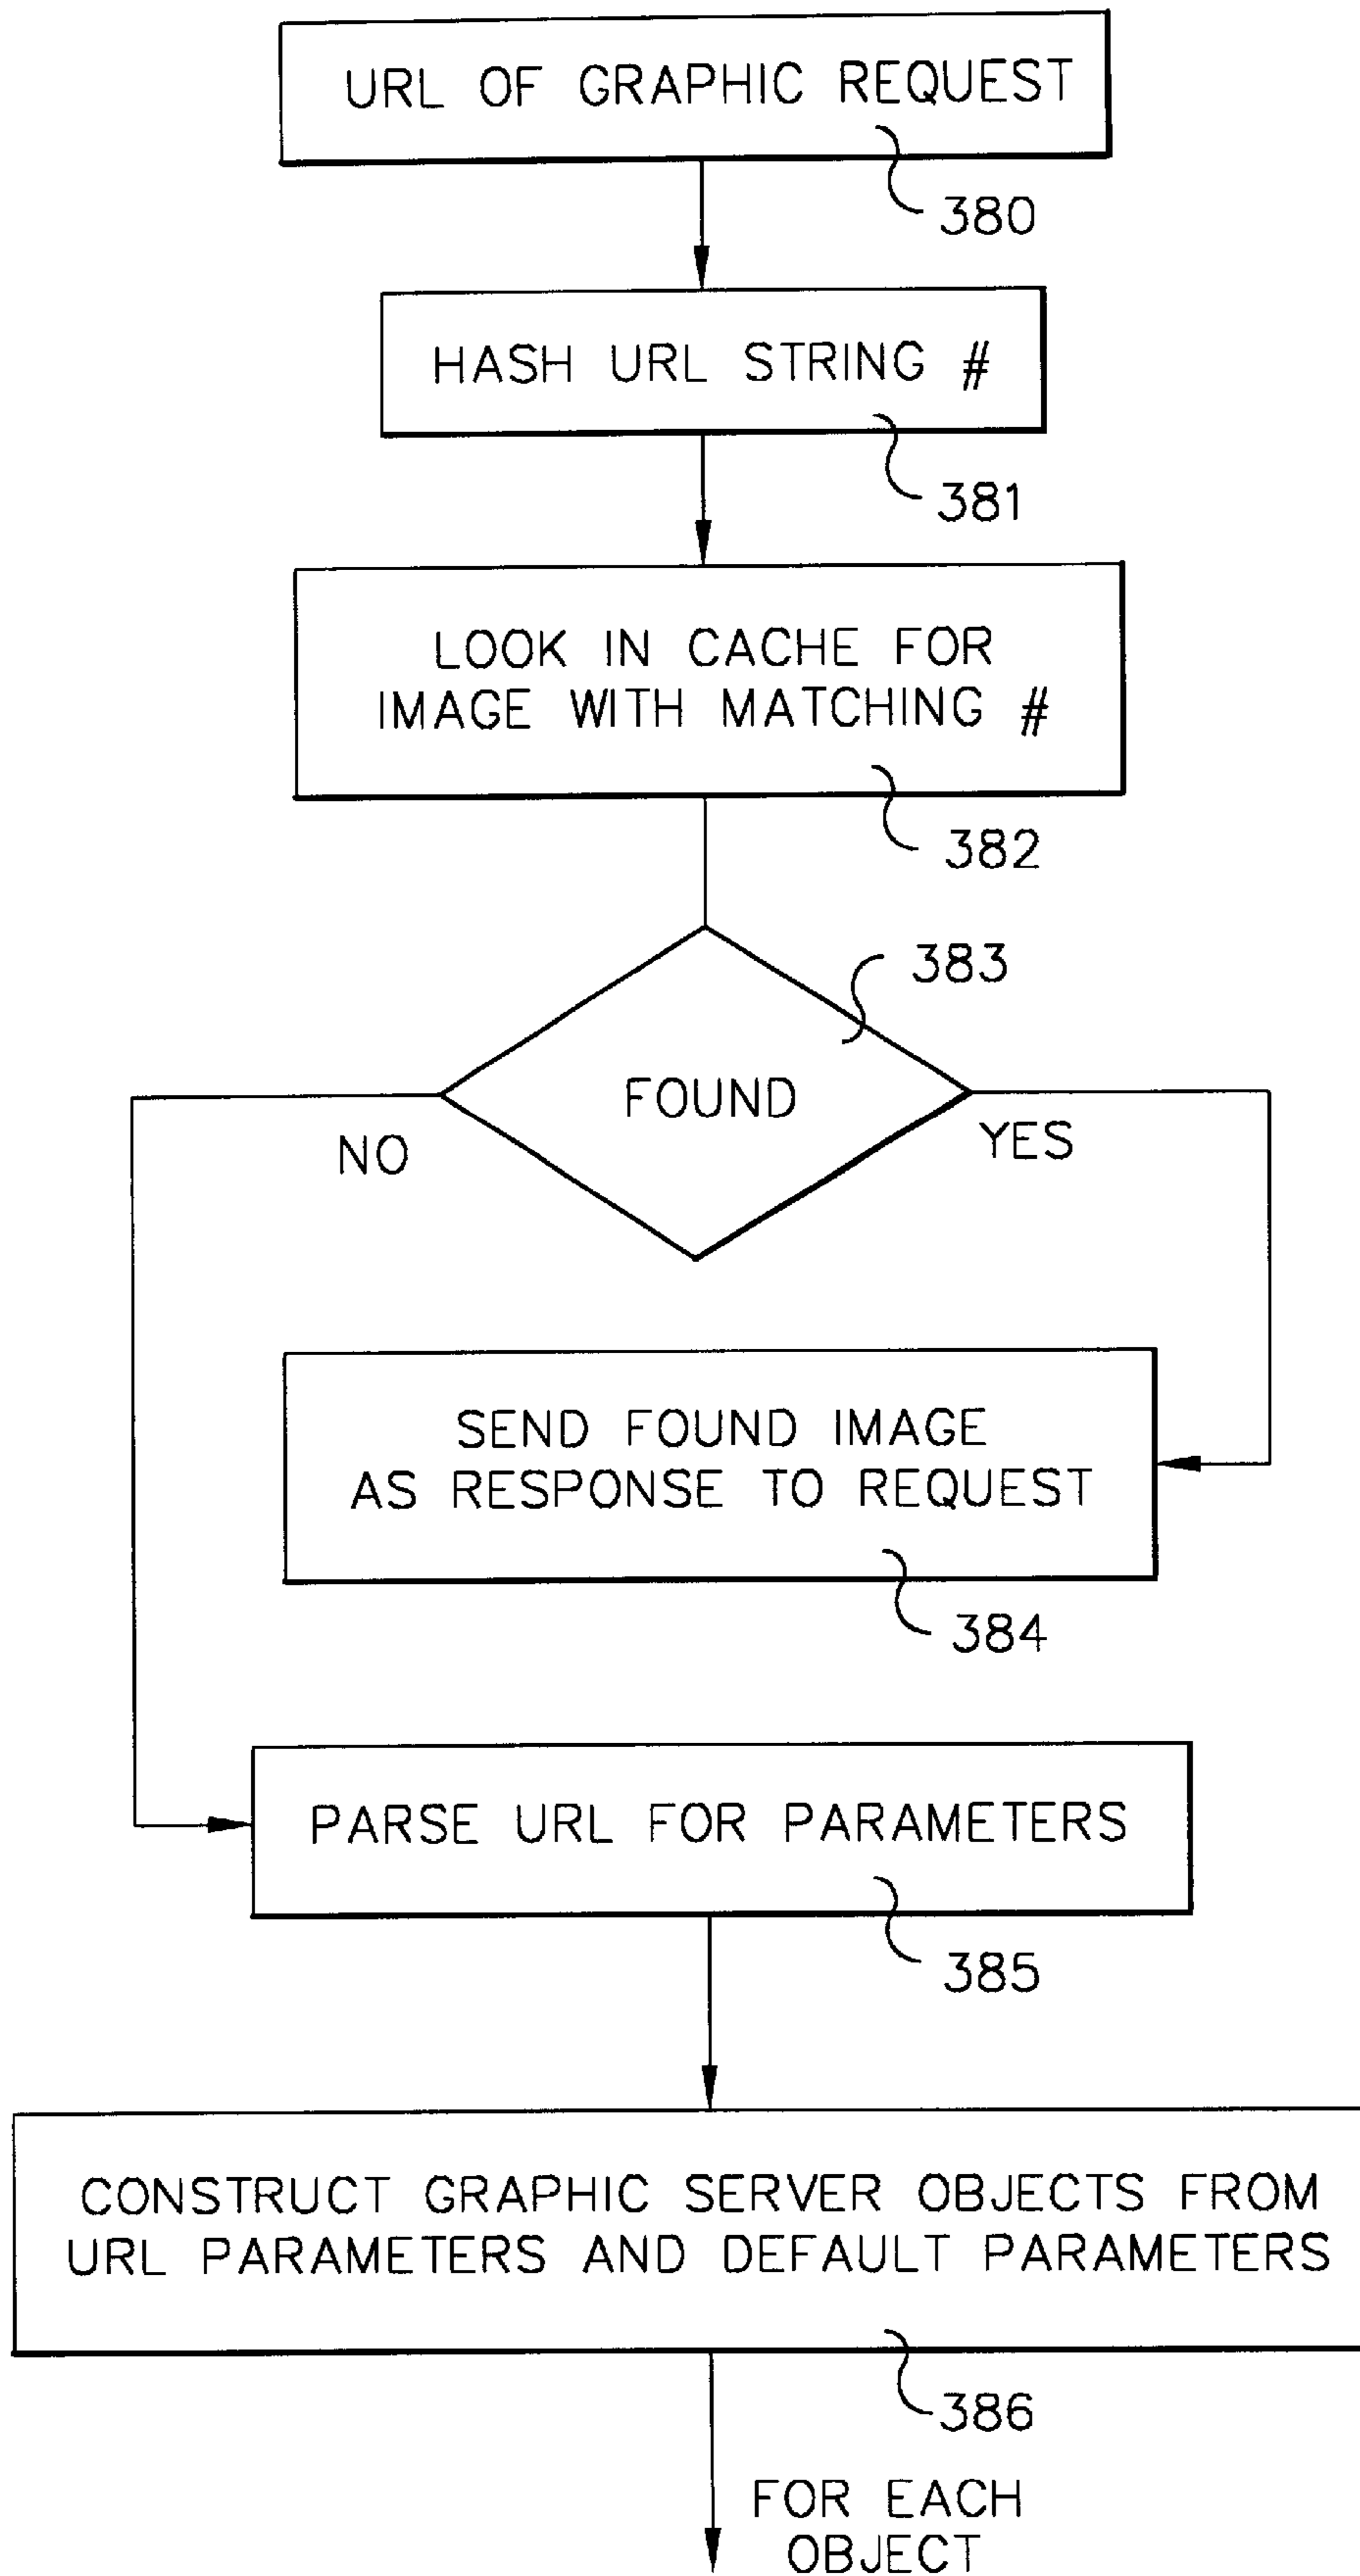 URL OF GRAPHIC REQUEST
380
HASH URL STRING #
381
LOOK IN CACHE FOR
IMAGE WITH MATCHING #
382
383
FOUND
NO
YES
SEND FOUND IMAGE
AS RESPONSE TO REQUEST
384
PARSE URL FOR PARAMETERS
385
CONSTRUCT GRAPHIC SERVER OBJECTS FROM
URL PARAMETERS AND DEFAULT PARAMETERS
386
FOR EACH
OBJECT